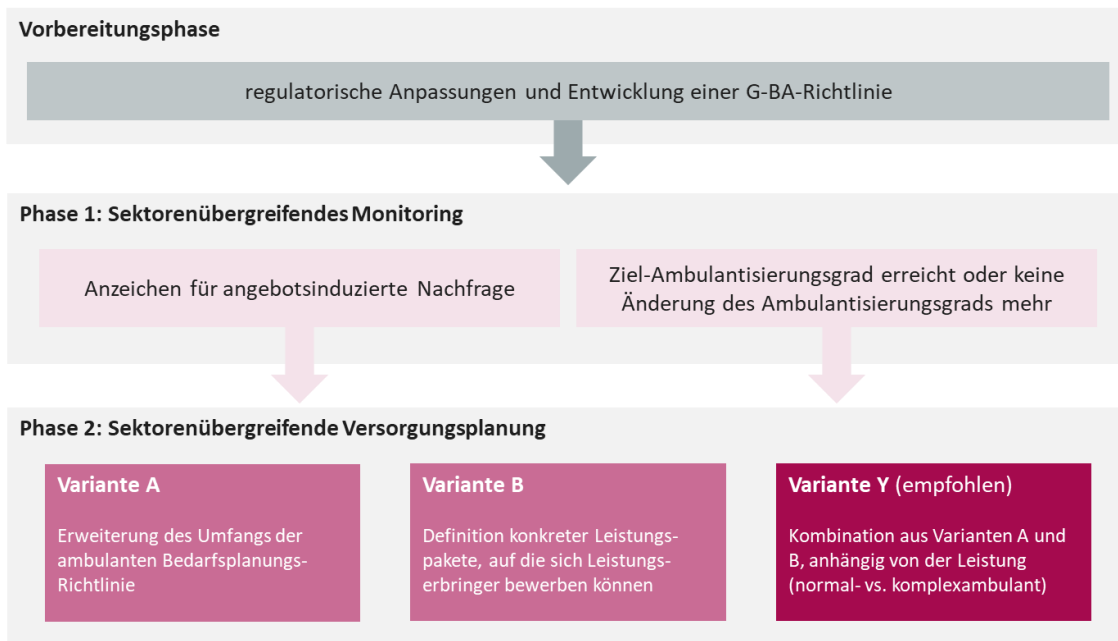 Vorbereitungsphase
regulatorische Anpassungen und Entwicklung einer G-BA-Richtlinie
Phase 1: Sektorenübergreifendes Monitoring
Anzeichen für angebotsinduzierte Nachfrage
Ziel-Ambulantisierungsgrad erreicht oder keine
Änderung des Ambulantisierungsgrads mehr
Phase 2: Sektorenübergreifende Versorgungsplanung
Variante A
Erweiterung des Umfangs der
ambulanten Bedarfsplanungs-
Richtlinie
Variante B
Definition konkreter Leistungs-
pakete, auf die sich Leistungs-
erbringer bewerben können
Variante Y (empfohlen)
Kombination aus Varianten A und
B, anhängig von der Leistung
(normal- vs. komplexambulant)